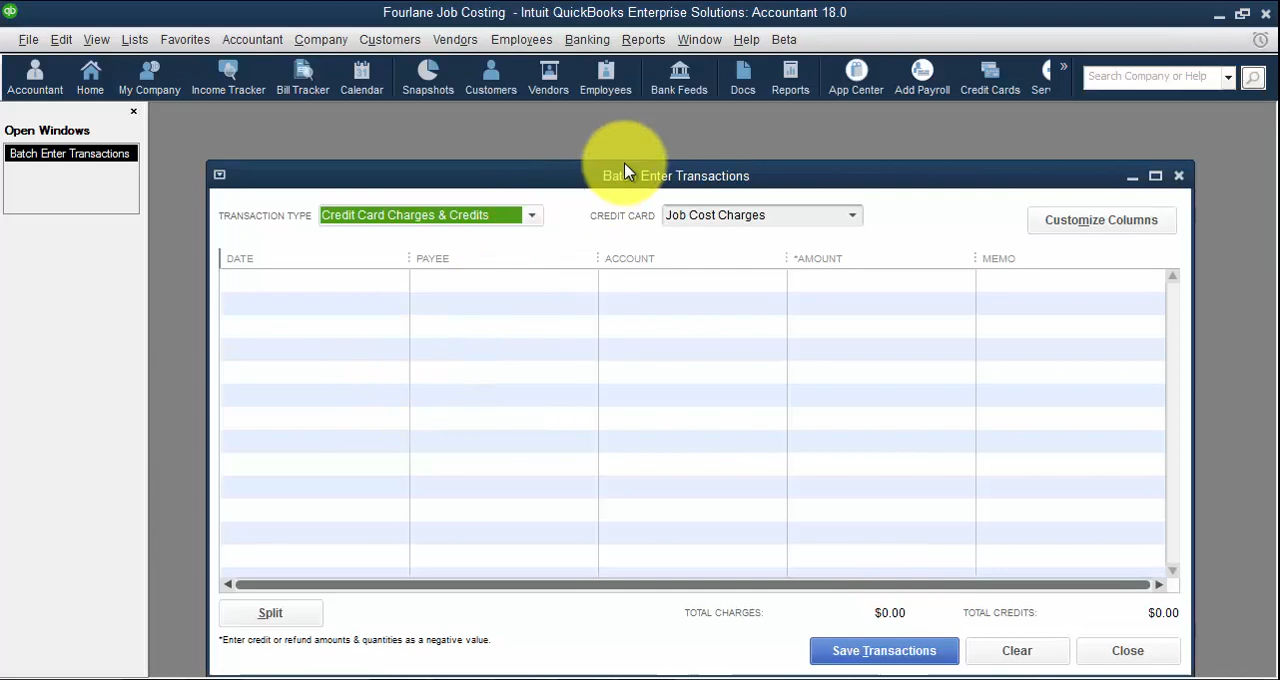 Fourlane Job Costing - Intuit QuickBooks Enterprise Solutions: Accountant 18.0
File Edit View Lists Favorites Accountant Company Customers Vendors Employees Banking Reports Window Help Beta
Accountant Home My Company Income Tracker Bill Tracker Calendar Snapshots Customers Vendors Employees Bank Feeds Docs Reports App Center Add Payroll Credit Cards Serv » Search Company or Help
Open Windows
Batch Enter Transactions
Batch Enter Transactions
TRANSACTION TYPE Credit Card Charges & Credits CREDIT CARD Job Cost Charges Customize Columns
DATE PAYEE ACCOUNT *AMOUNT MEMO
Split TOTAL CHARGES: $0.00 TOTAL CREDITS: $0.00
*Enter credit or refund amounts & quantities as a negative value.
Save Transactions Clear Close